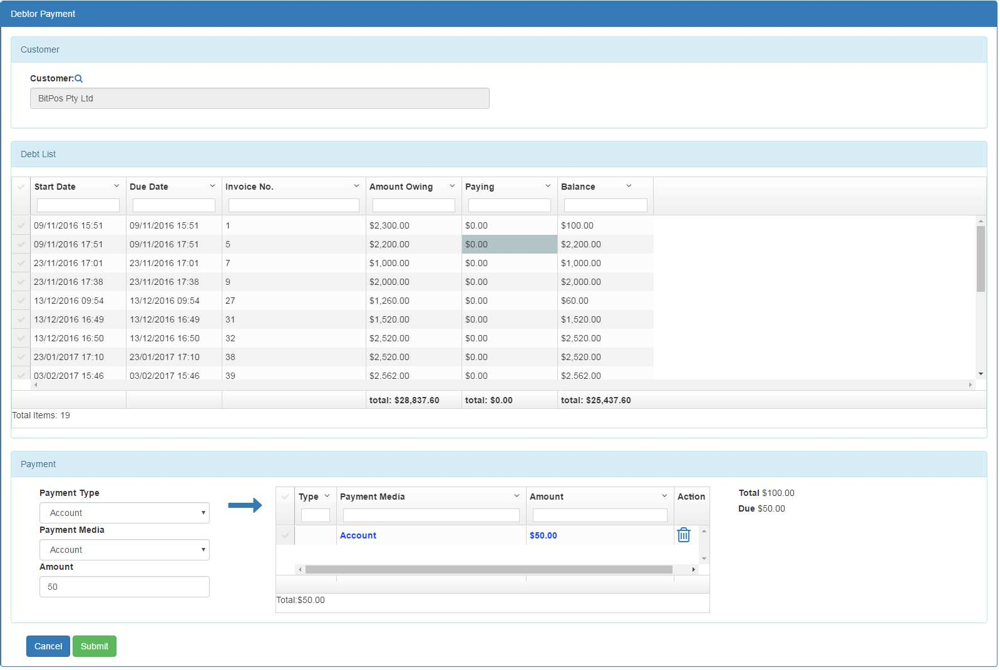 Debtor Payment
Customer
Customer:
BitPos Pty Ltd
Debt List
Start Date Due Date Invoice No. Amount Owing Paying Balance
09/11/2016 15:51 09/11/2016 15:51 1 $2,300.00 $0.00 $100.00
09/11/2016 17:51 09/11/2016 17:51 5 $2,200.00 $0.00 $2,200.00
23/11/2016 17:01 23/11/2016 17:01 7 $1,000.00 $0.00 $1,000.00
23/11/2016 17:38 23/11/2016 17:38 9 $2,000.00 $0.00 $2,000.00
13/12/2016 09:54 13/12/2016 09:54 27 $1,260.00 $0.00 $60.00
13/12/2016 16:49 13/12/2016 16:49 31 $1,520.00 $0.00 $1,520.00
13/12/2016 16:50 13/12/2016 16:50 32 $2,520.00 $0.00 $2,520.00
23/01/2017 17:10 23/01/2017 17:10 38 $2,520.00 $0.00 $2,520.00
03/02/2017 15:46 03/02/2017 15:46 39 $2,562.00 $0.00 $2,562.00
total: $28,837.60 total: $0.00 total: $25,437.60
Total Items: 19
Payment
Payment Type
Account
Payment Media
Account
Amount
50
Type Payment Media Amount Action
Account $50.00
Total:$50.00
Total $100.00
Due $50.00
Cancel Submit